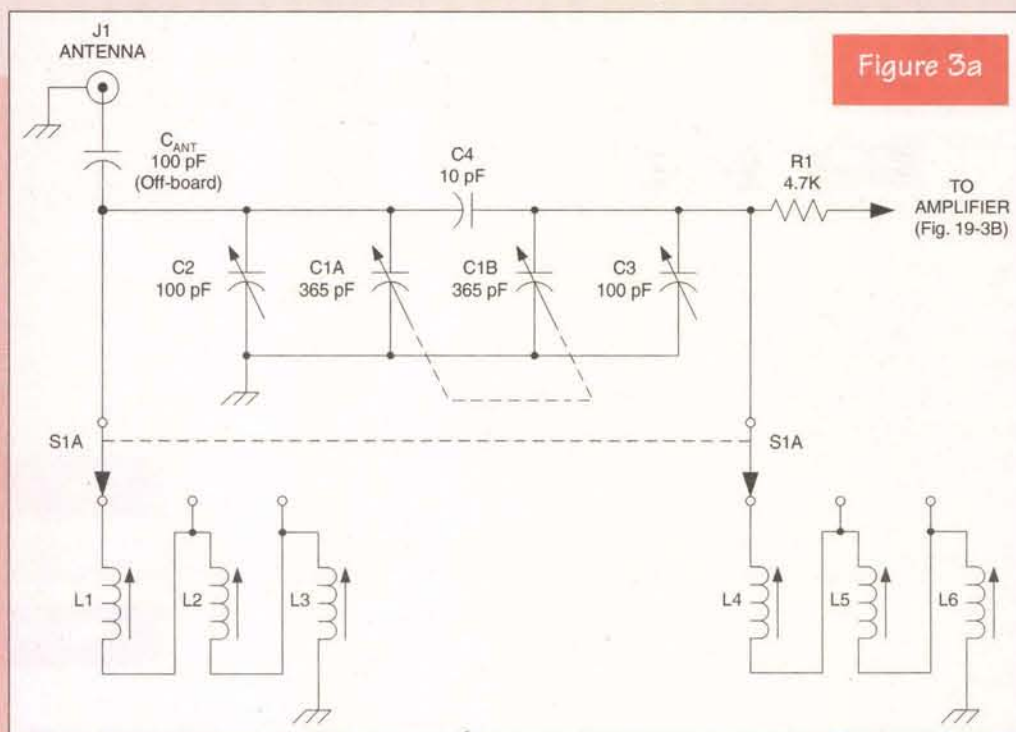 J1
ANTENNA
Figure 3a
C_ANT
100 pF
(Off-board)
C4
10 pF
R1
4.7K
TO
AMPLIFIER
(Fig. 19-3B)
C2
100 pF
C1A
365 pF
C1B
365 pF
C3
100 pF
S1A
S1A
L1
L2
L3
L4
L5
L6